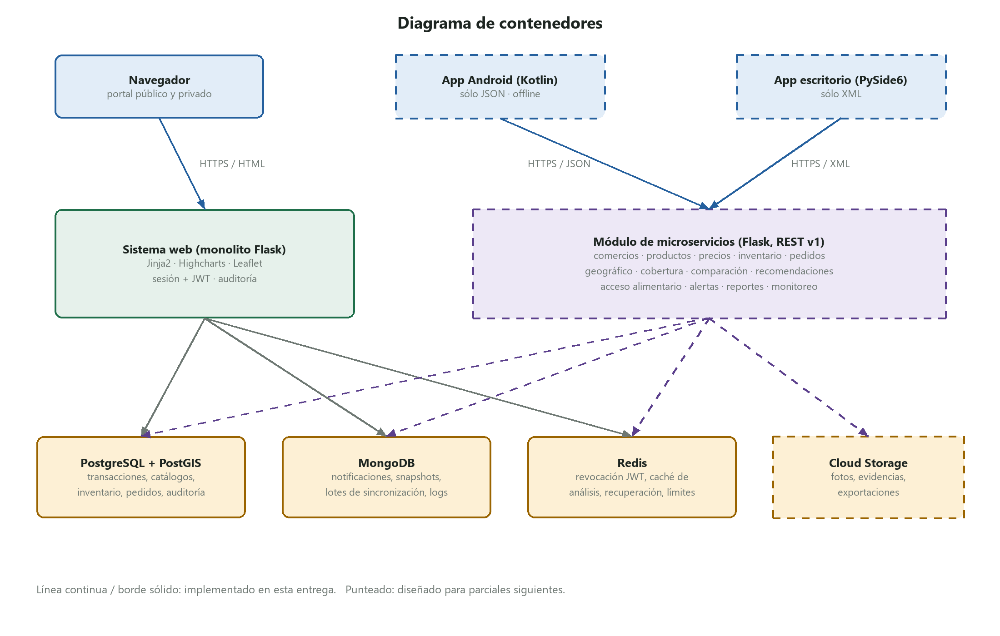 Diagrama de contenedores
Navegador
portal público y privado
App Android (Kotlin)
sólo JSON · offline
App escritorio (PySide6)
sólo XML
HTTPS / HTML
HTTPS / JSON
HTTPS / XML
Sistema web (monolito Flask)
Jinja2 · Highcharts · Leaflet
sesión + JWT · auditoría
Módulo de microservicios (Flask, REST v1)
comercios · productos · precios · inventario · pedidos
geográfico · cobertura · comparación · recomendaciones
acceso alimentario · alertas · reportes · monitoreo
PostgreSQL + PostGIS
transacciones, catálogos,
inventario, pedidos, auditoría
MongoDB
notificaciones, snapshots,
lotes de sincronización, logs
Redis
revocación JWT, caché de
análisis, recuperación, límites
Cloud Storage
fotos, evidencias,
exportaciones
Línea continua / borde sólido: implementado en esta entrega.   Punteado: diseñado para parciales siguientes.